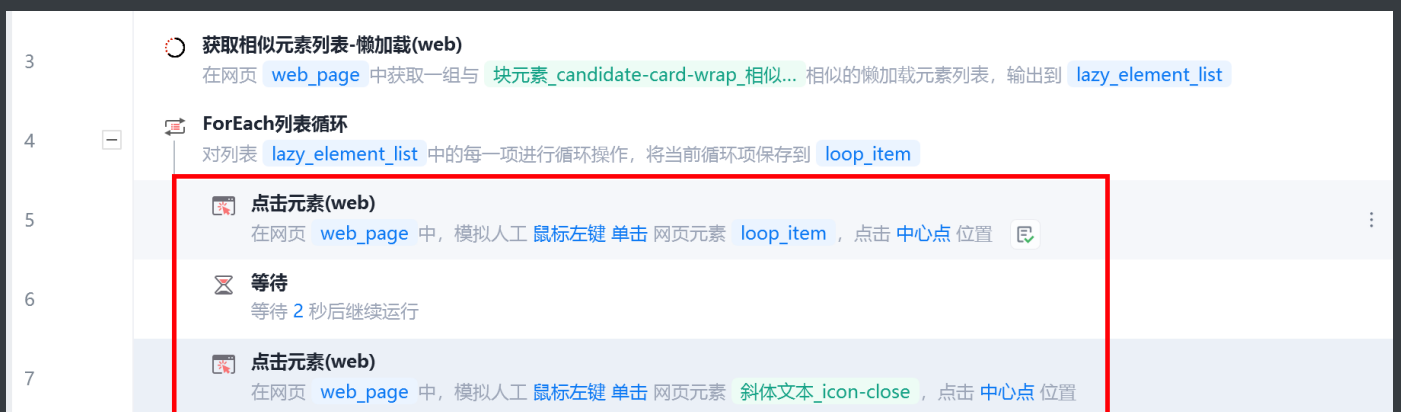 3
获取相似元素列表-懒加载(web)
在网页 web_page 中获取一组与 块元素_candidate-card-wrap_相似... 相似的懒加载元素列表，输出到 lazy_element_list
4
ForEach列表循环
对列表 lazy_element_list 中的每一项进行循环操作，将当前循环项保存到 loop_item
5
点击元素(web)
在网页 web_page 中，模拟人工 鼠标左键 单击 网页元素 loop_item ，点击 中心点 位置
6
等待
等待 2 秒后继续运行
7
点击元素(web)
在网页 web_page 中，模拟人工 鼠标左键 单击 网页元素 斜体文本_icon-close ，点击 中心点 位置